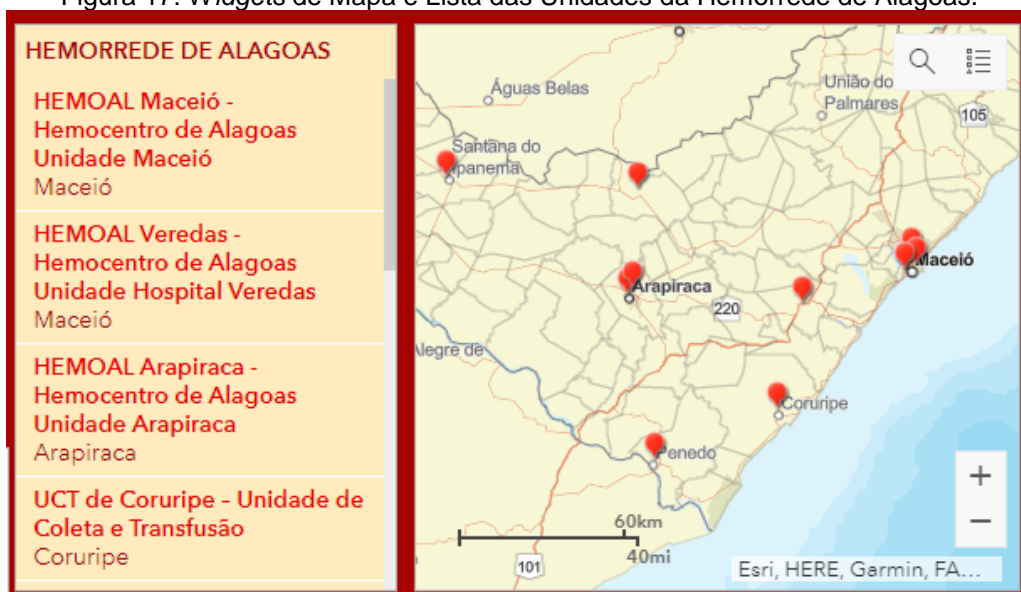 Figura 17: Widgets de Mapa e Lista das Unidades da Hemorrede de Alagoas.
HEMORREDE DE ALAGOAS
HEMOAL Maceió -
Hemocentro de Alagoas
Unidade Maceió
Maceió
HEMOAL Veredas -
Hemocentro de Alagoas
Unidade Hospital Veredas
Maceió
HEMOAL Arapiraca -
Hemocentro de Alagoas
Unidade Arapiraca
Arapiraca
UCT de Coruripe - Unidade de
Coleta e Transfusão
Coruripe
Águas Belas
União do
Palmares
105
Santana do
Ipanema
Maceió
Arapiraca
220
Alegre de
Coruripe
Penedo
60km
40mi
101
+
−
Esri, HERE, Garmin, FA...